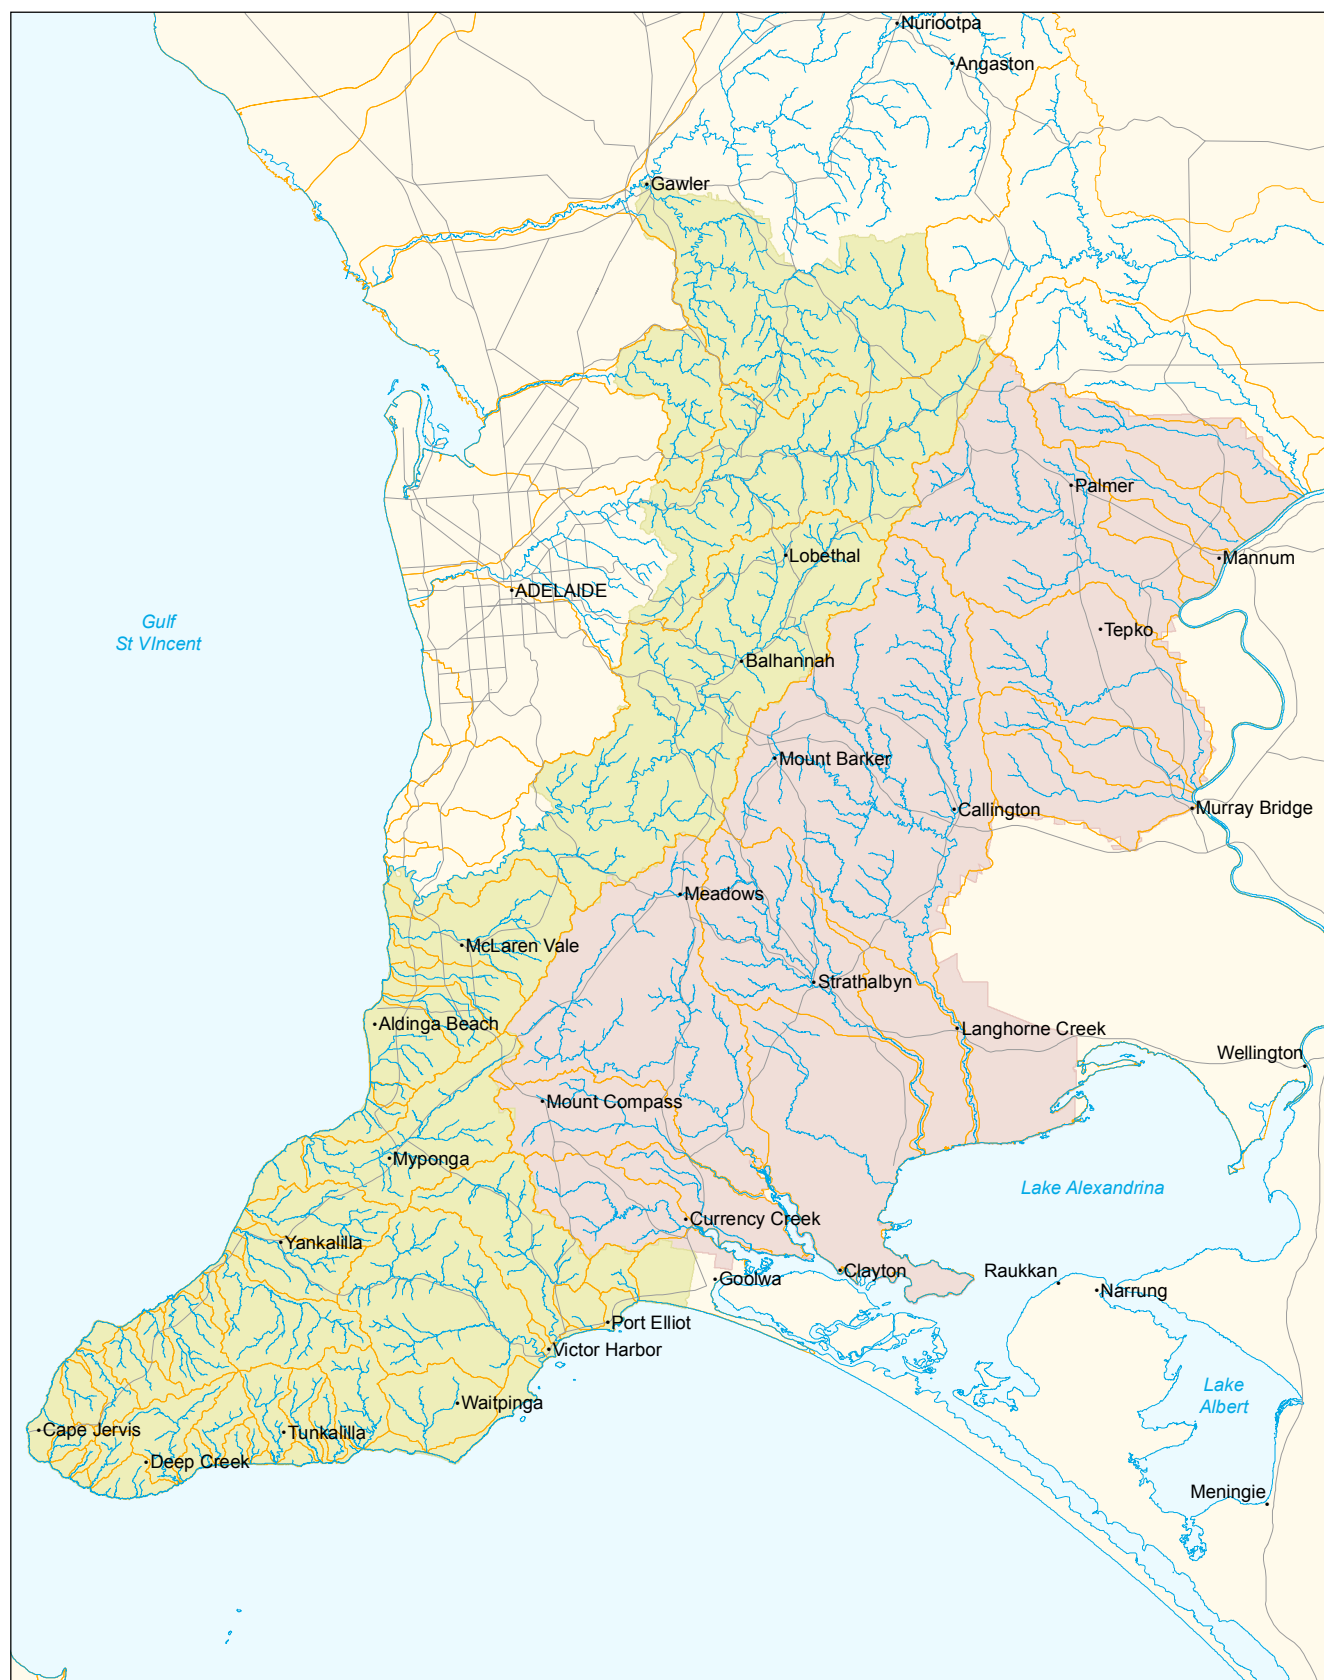 Nuriootpa
Angaston
Gawler
Palmer
Lobethal
Mannum
ADELAIDE
Gulf
St VIncent
Tepko
Balhannah
Mount Barker
Callington
Murray Bridge
Meadows
McLaren Vale
Strathalbyn
Aldinga Beach
Langhorne Creek
Wellington
Mount Compass
Myponga
Lake Alexandrina
Currency Creek
Yankalilla
Clayton
Raukkan
Goolwa
Narrung
Port Elliot
Victor Harbor
Lake
Albert
Waitpinga
Cape Jervis
Tunkalilla
Deep Creek
Meningie